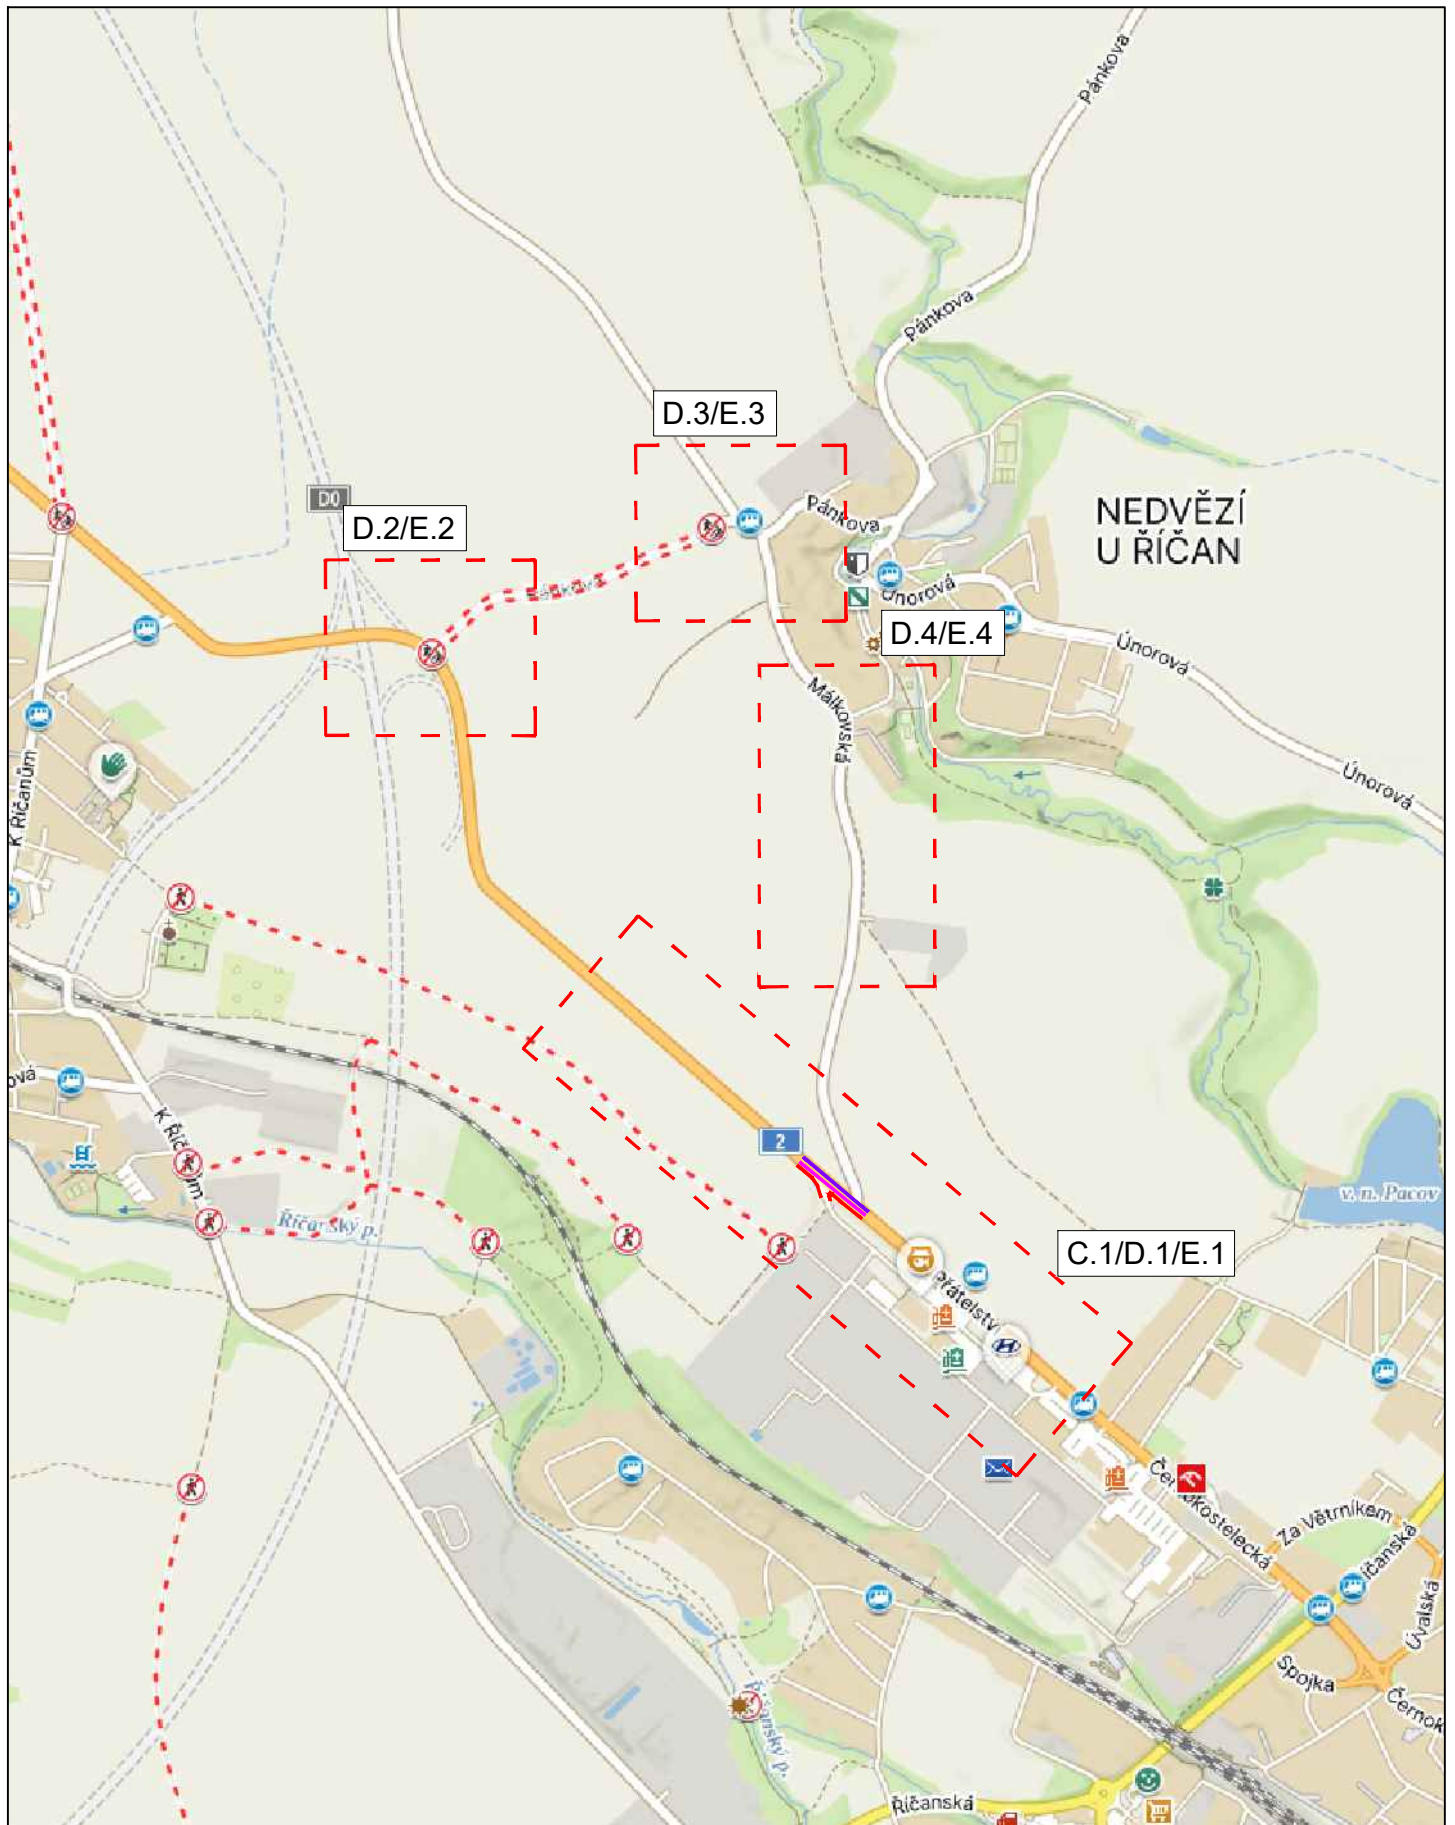 Pánkova
Pánkova
D.3/E.3
D0
D.2/E.2
Pánkova
NEDVĚZÍ
U ŘÍČAN
Únorová
D.4/E.4
Únorová
Málkovská
Únorová
K Říčanům
2
v. n. Pacov
Říčanský p.
C.1/D.1/E.1
Za Větrníkem
Úvalská
Spojka
Říčanská